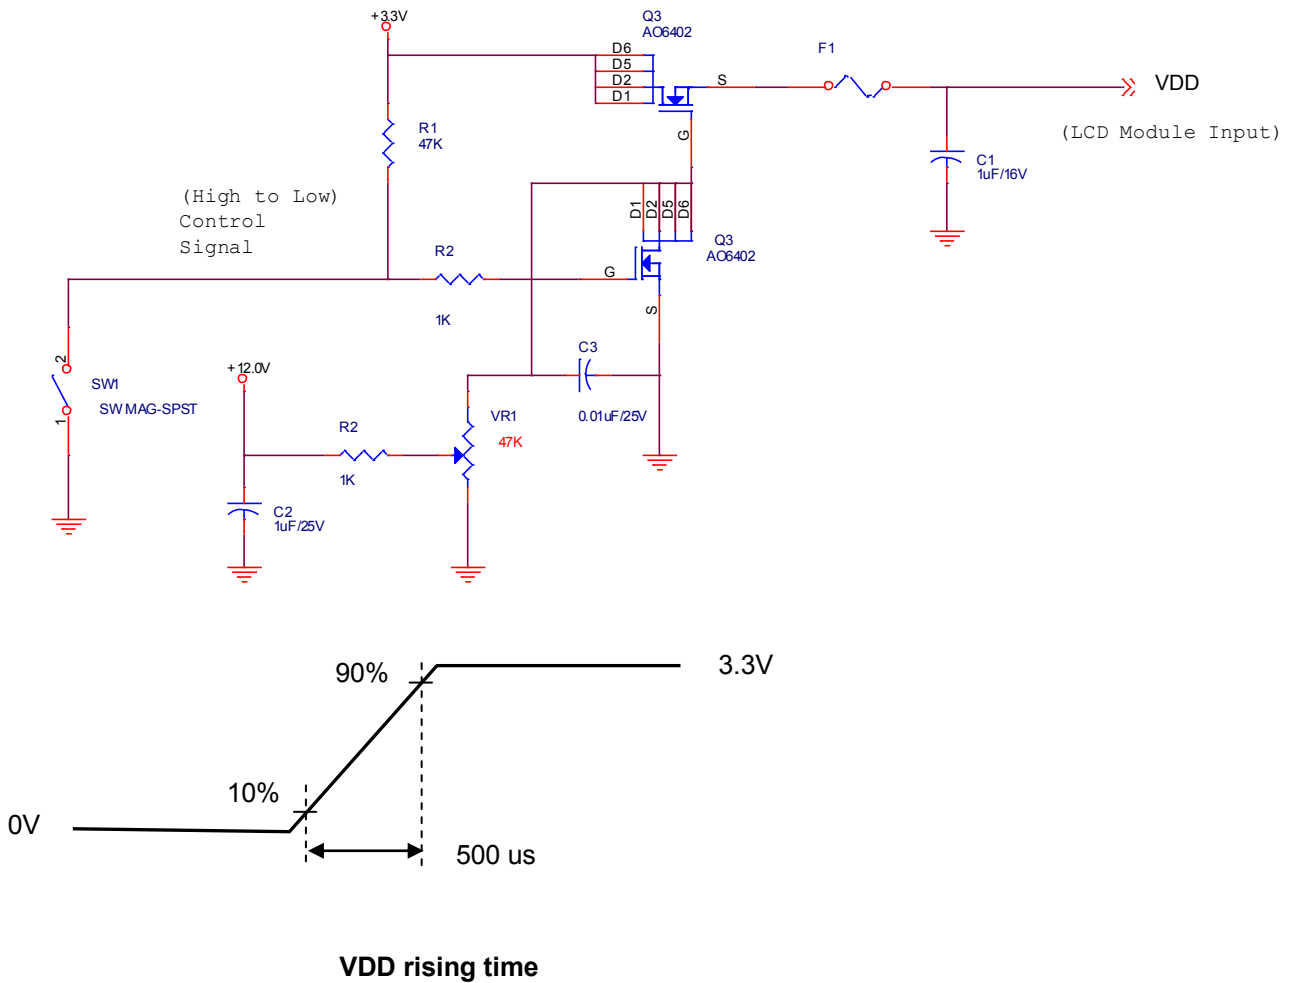 +3.3V
Q3
AO6402
D6
D5
D2
D1
S
G
F1
VDD
(LCD Module Input)
R1
47K
C1
1uF/16V
(High to Low)
Control
Signal
D1
D2
D5
D6
Q3
AO6402
R2
1K
G
S
2
1
SW1
SW MAG-SPST
+12.0V
C3
0.01uF/25V
VR1
47K
R2
1K
C2
1uF/25V
90%
3.3V
10%
0V
500 us
VDD rising time